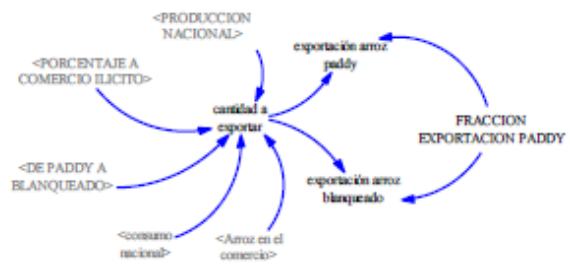 <PRODUCCION
NACIONAL>
exportación arroz
paddy
<PORCENTAJE A
COMERCIO ILICITO>
cantidad a
exportar
FRACCION
EXPORTACION PADDY
<DE PADDY A
BLANQUEADO>
exportación arroz
blanqueado
<consumo
nacional>
<Arroz en el
comercio>